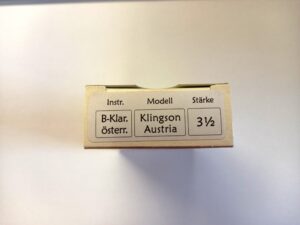 Instr. Modell Stärke
B-Klar. Klingson 3½
österr. Austria